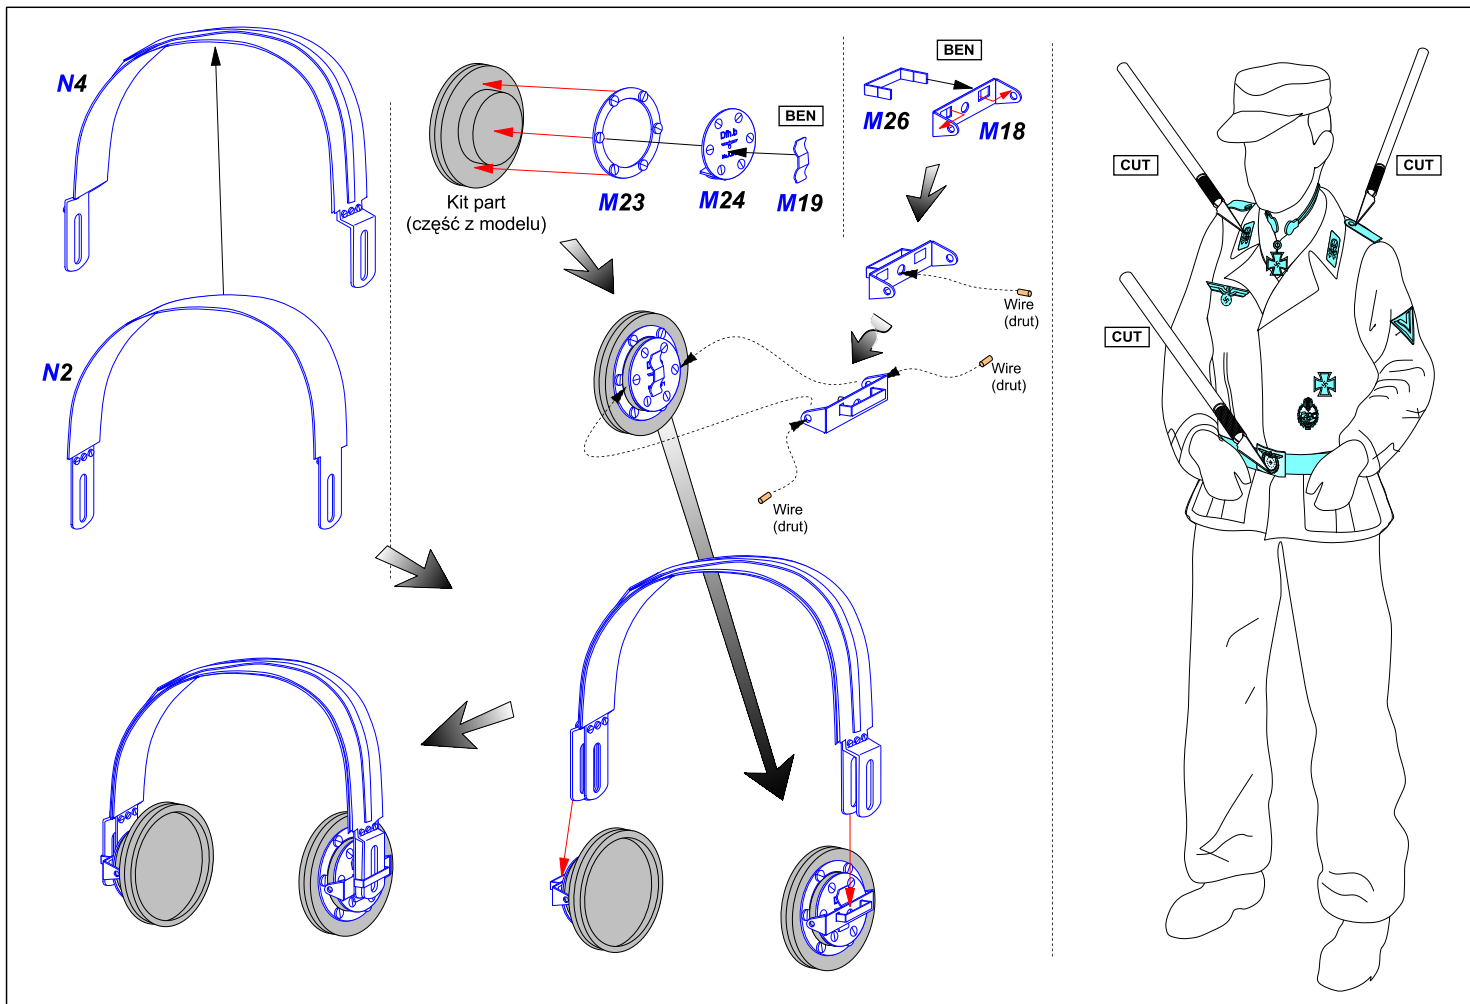 N4
N2
Kit part
(część z modelu)
M23
M24
BEN
M19
Dfh.b
BEN
M26
M18
Wire
(drut)
Wire
(drut)
Wire
(drut)
CUT
CUT
CUT